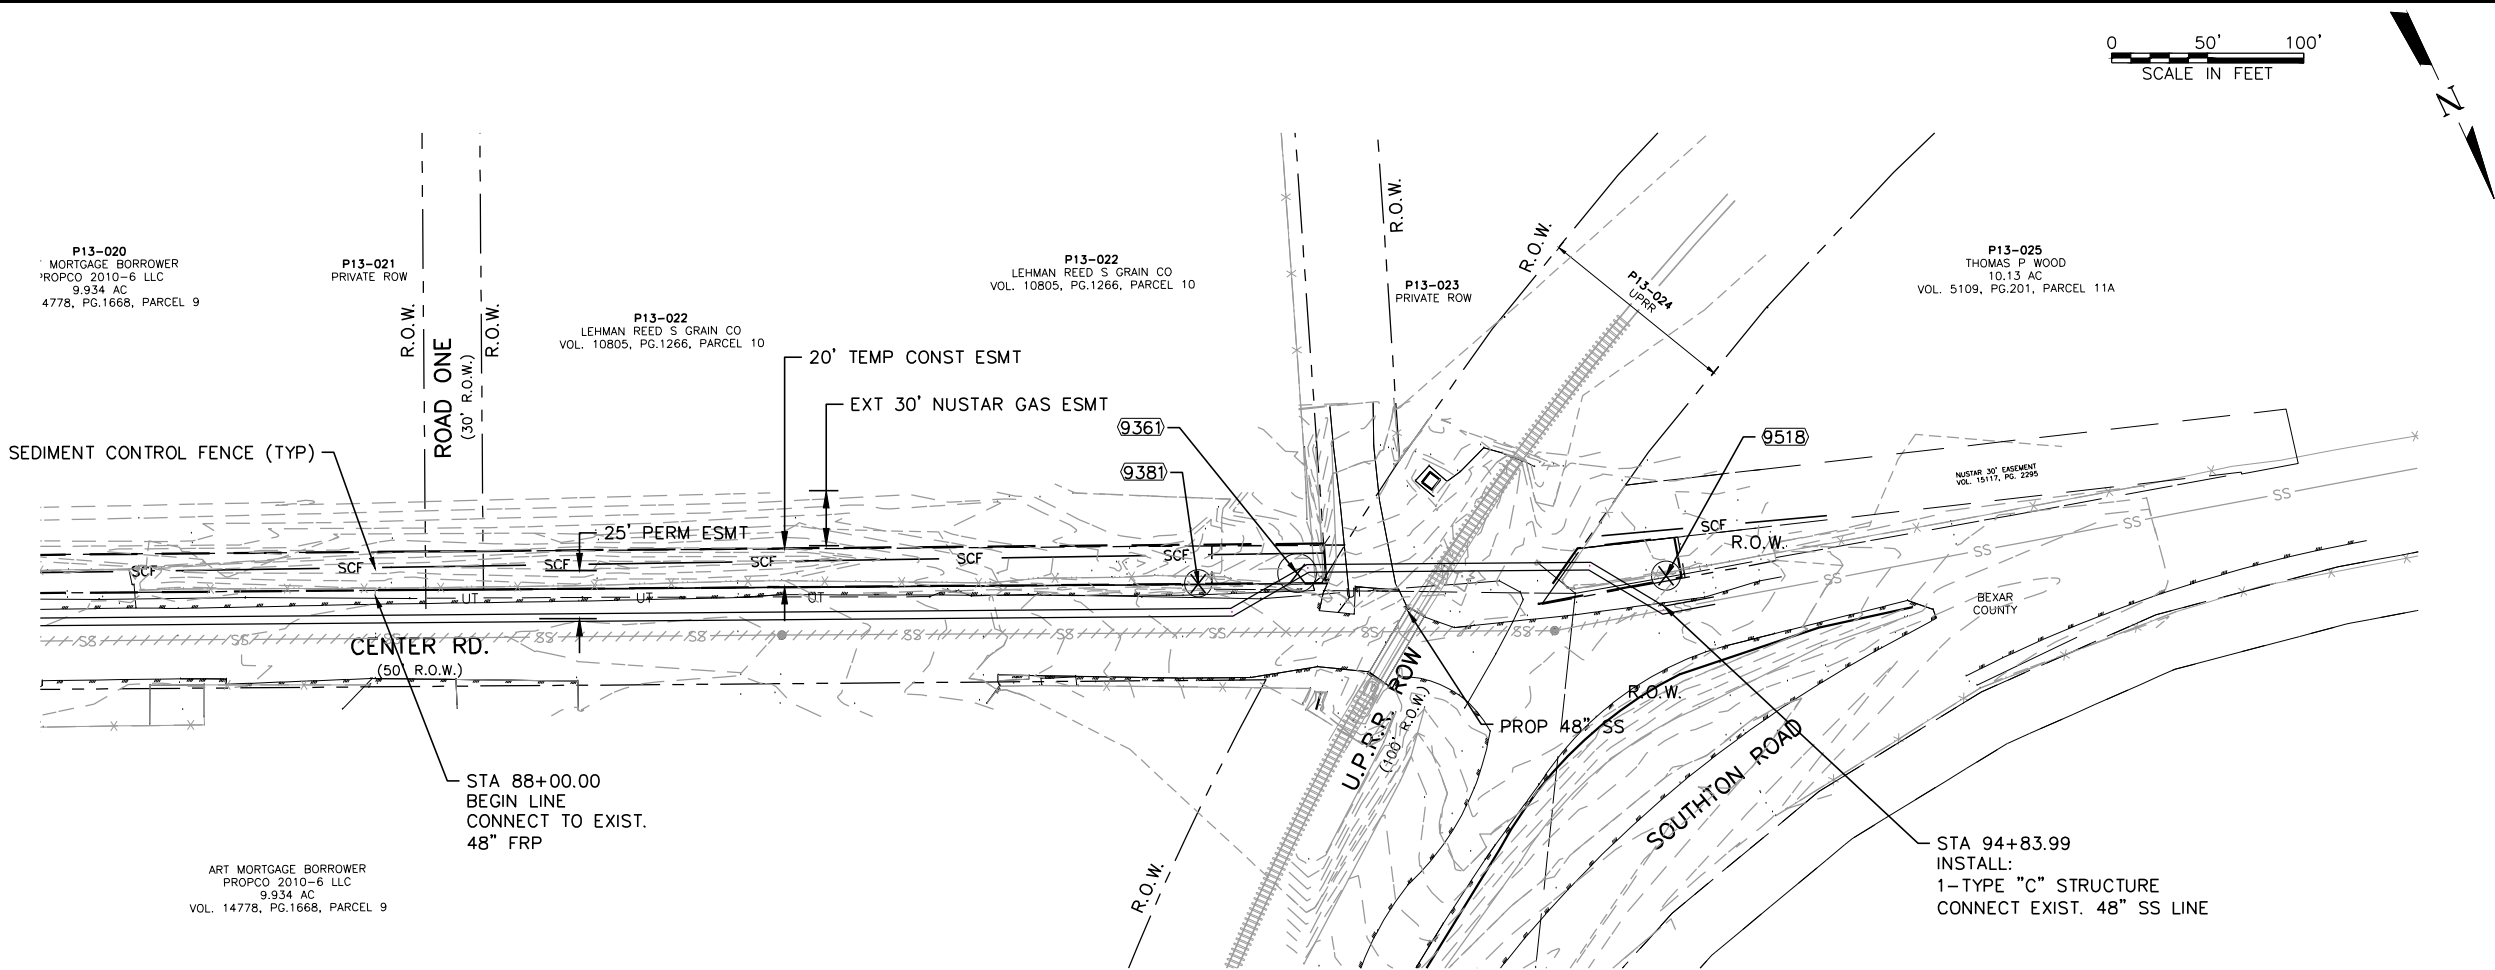 0 50' 100'
SCALE IN FEET
N
P13-020
MORTGAGE BORROWER
PROPCO 2010-6 LLC
9.934 AC
4778, PG.1668, PARCEL 9
P13-021
PRIVATE ROW
R.O.W.
ROAD ONE
(30' R.O.W.)
R.O.W.
P13-022
LEHMAN REED S GRAIN CO
VOL. 10805, PG.1266, PARCEL 10
P13-022
LEHMAN REED S GRAIN CO
VOL. 10805, PG.1266, PARCEL 10
R.O.W.
P13-023
PRIVATE ROW
R.O.W.
P13-024
UPRR
P13-025
THOMAS P WOOD
10.13 AC
VOL. 5109, PG.201, PARCEL 11A
20' TEMP CONST ESMT
EXT 30' NUSTAR GAS ESMT
9361
9381
9518
SEDIMENT CONTROL FENCE (TYP)
NUSTAR 30' EASEMENT
VOL. 15117, PG. 2295
25' PERM ESMT
SCF
SCF
SCF
SCF
SCF
SCF
SCF
R.O.W.
UT
UT
UT
SS
SS
SS
SS
SS
SS
SS
SS
SS
SS
SS
SS
SS
SS
CENTER RD.
(50' R.O.W.)
BEXAR
COUNTY
R.O.W.
U.P.R.R. ROW
(100' R.O.W.)
PROP 48" SS
SOUTHTON ROAD
STA 88+00.00
BEGIN LINE
CONNECT TO EXIST.
48" FRP
STA 94+83.99
INSTALL:
1-TYPE "C" STRUCTURE
CONNECT EXIST. 48" SS LINE
R.O.W.
ART MORTGAGE BORROWER
PROPCO 2010-6 LLC
9.934 AC
VOL. 14778, PG.1668, PARCEL 9